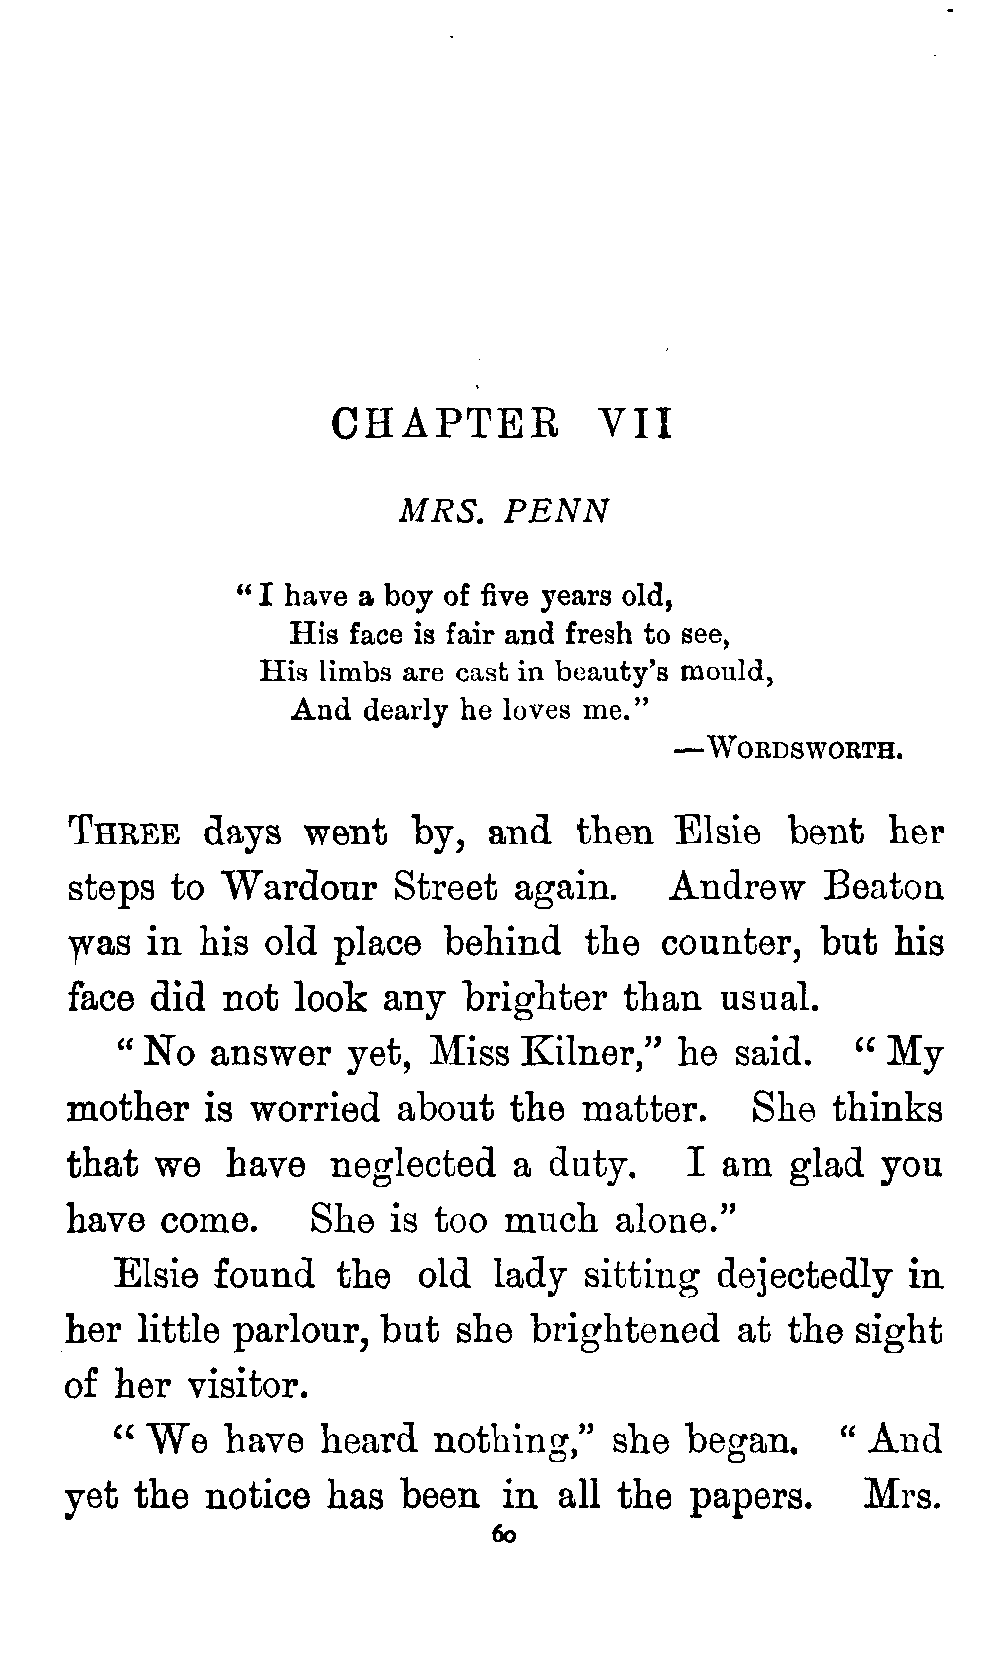 CHAPTER VII
MRS. PENN
“I have a boy of five years old,
His face is fair and fresh to see,
His limbs are cast in beauty’s mould,
And dearly he loves me.”
—WORDSWORTH.
THREE days went by, and then Elsie bent her
steps to Wardour Street again. Andrew Beaton
was in his old place behind the counter, but his
face did not look any brighter than usual.
“No answer yet, Miss Kilner,” he said. “My
mother is worried about the matter. She thinks
that we have neglected a duty. I am glad you
have come. She is too much alone.”
Elsie found the old lady sitting dejectedly in
her little parlour, but she brightened at the sight
of her visitor.
“We have heard nothing,” she began. “And
yet the notice has been in all the papers. Mrs.
60